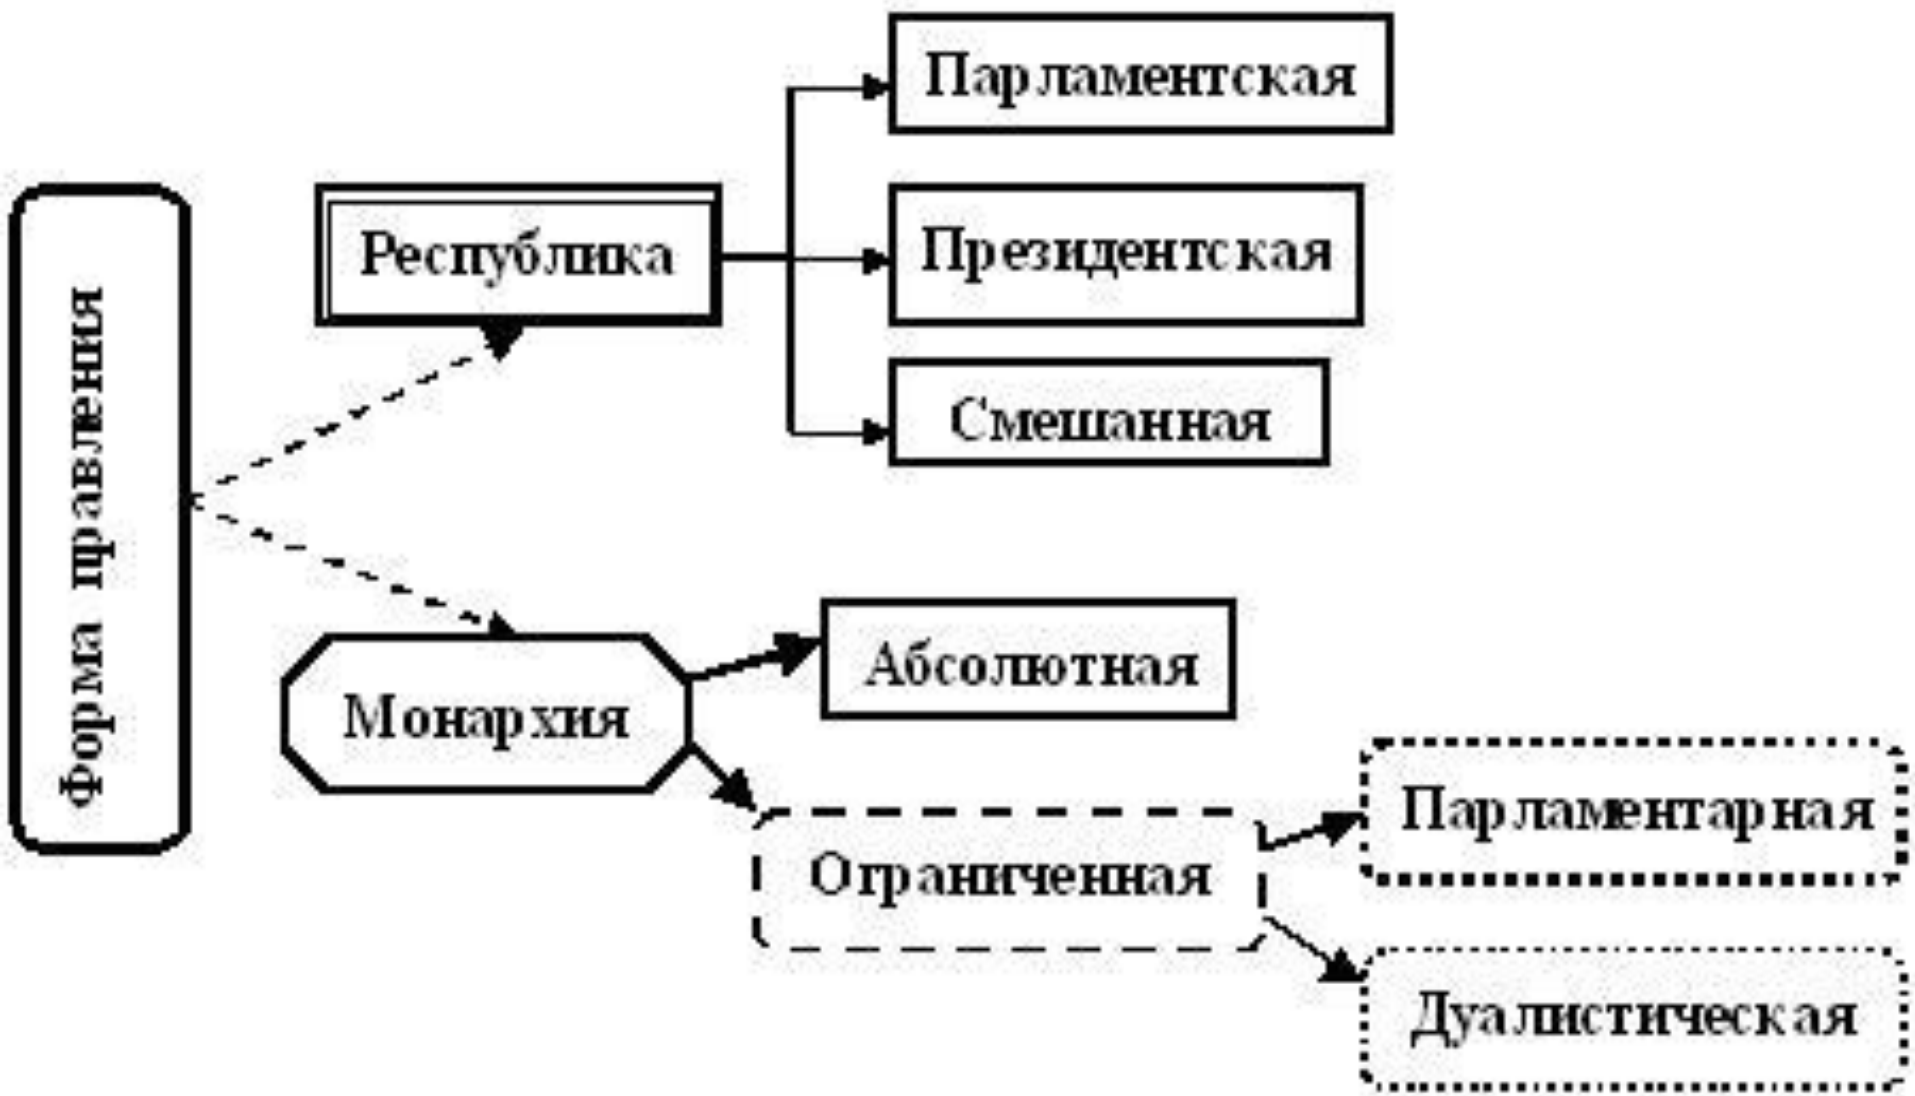 Форма правления
Республика
Парламентская
Президентская
Смешанная
Монархия
Абсолютная
Ограниченная
Парламентарная
Дуалистическая